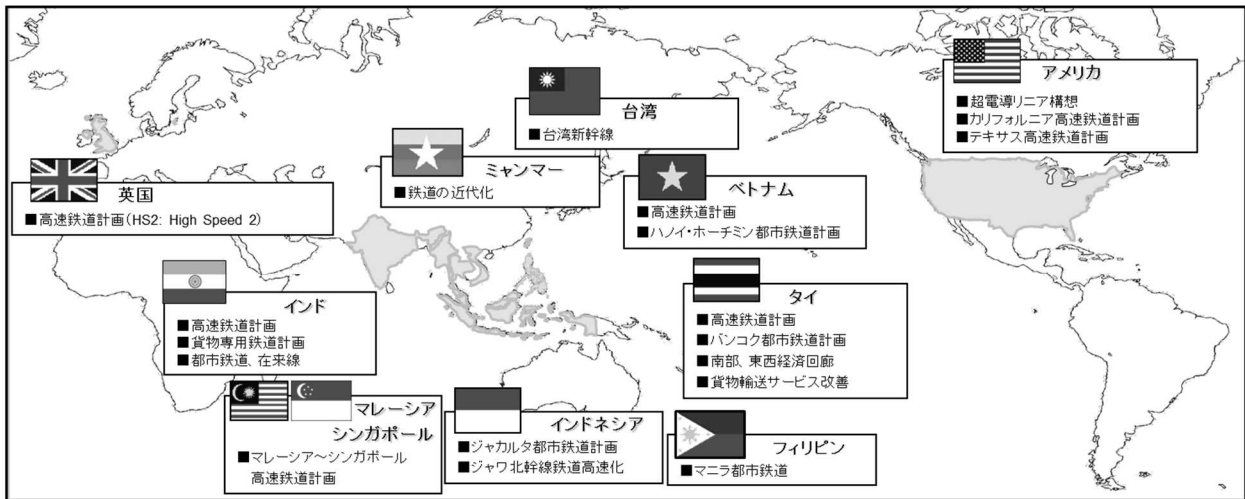 アメリカ
■超電導リニア構想
■カリフォルニア高速鉄道計画
■テキサス高速鉄道計画
台湾
■台湾新幹線
ミャンマー
■鉄道の近代化
ベトナム
■高速鉄道計画
■ハノイ・ホーチミン都市鉄道計画
英国
■高速鉄道計画(HS2: High Speed 2)
インド
■高速鉄道計画
■貨物専用鉄道計画
■都市鉄道、在来線
タイ
■高速鉄道計画
■バンコク都市鉄道計画
■南部、東西経済回廊
■貨物輸送サービス改善
マレーシア
シンガポール
■マレーシア～シンガポール
高速鉄道計画
インドネシア
■ジャカルタ都市鉄道計画
■ジャワ北幹線鉄道高速化
フィリピン
■マニラ都市鉄道